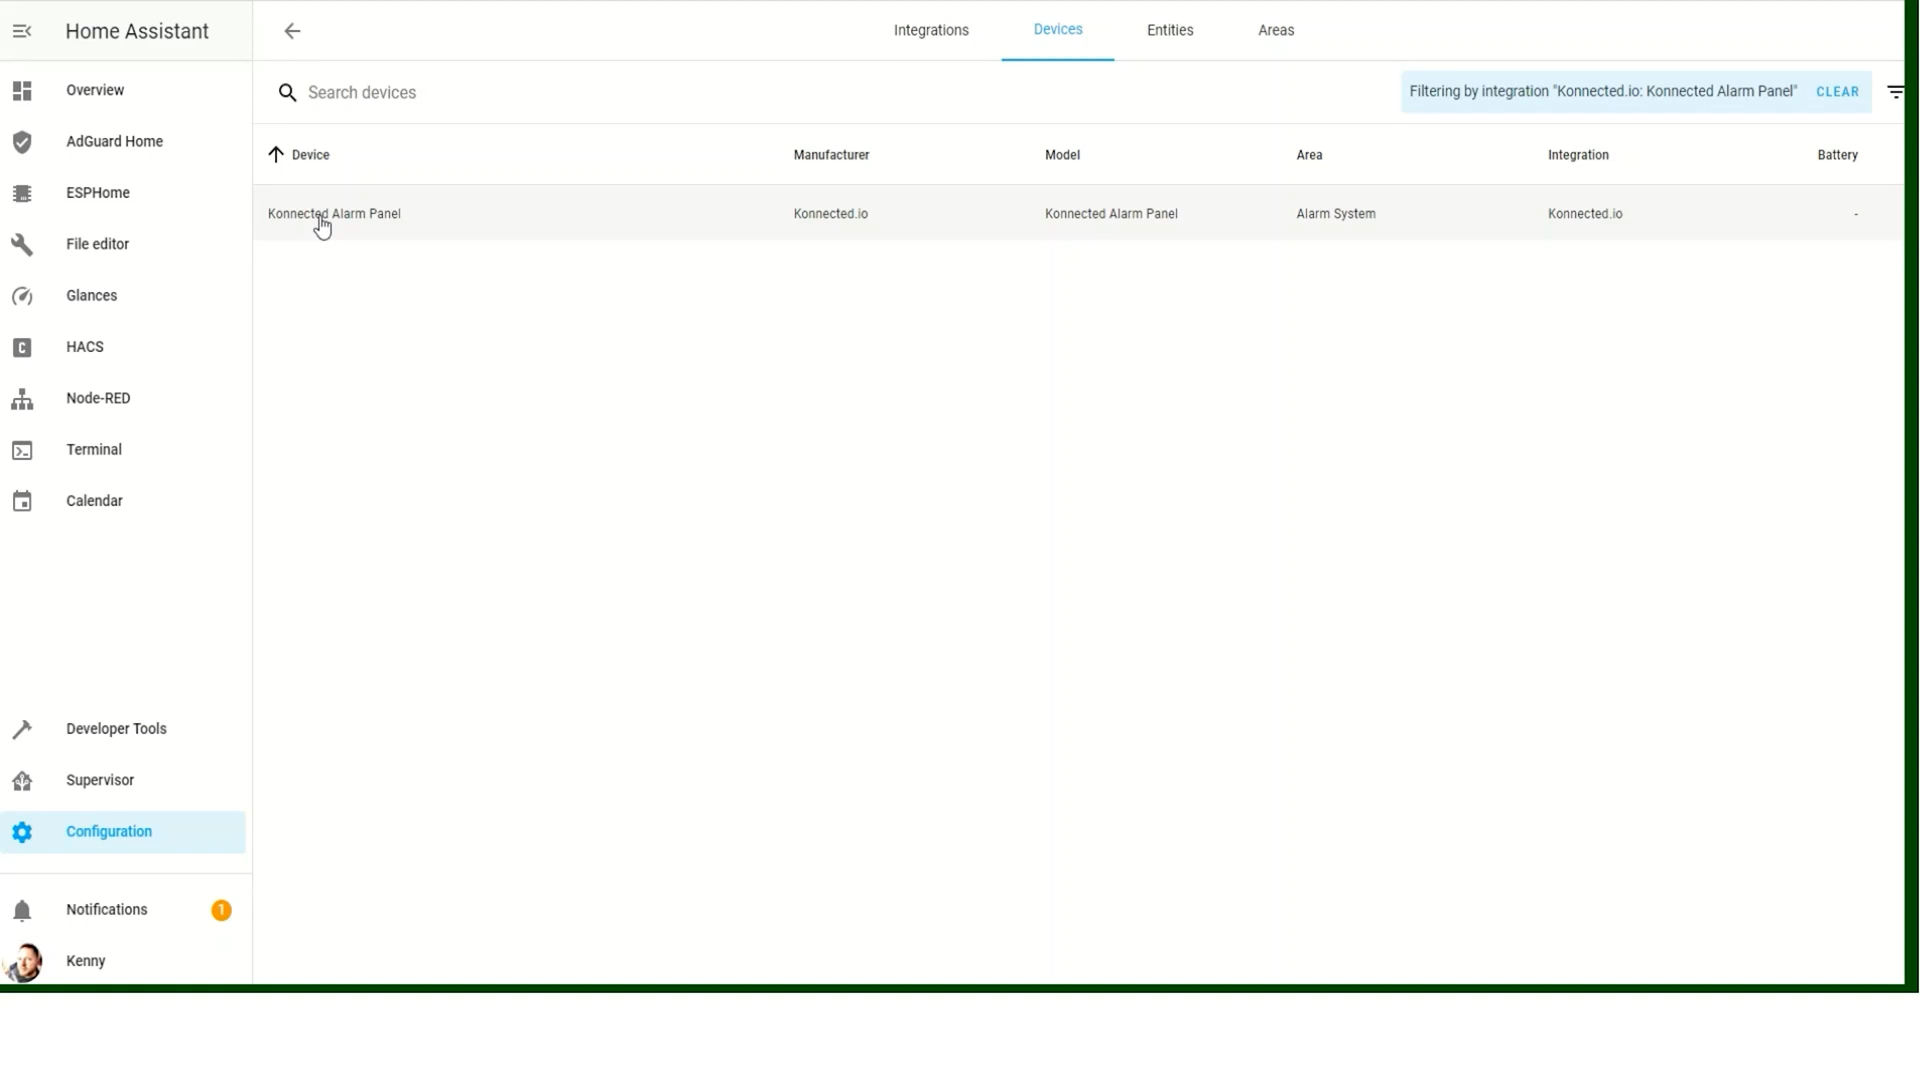 Home Assistant
Integrations
Devices
Entities
Areas
Overview
AdGuard Home
ESPHome
File editor
Glances
HACS
Node-RED
Terminal
Calendar
Developer Tools
Supervisor
Configuration
Notifications
1
Kenny
Search devices
Filtering by integration "Konnected.io: Konnected Alarm Panel"
CLEAR
Device
Manufacturer
Model
Area
Integration
Battery
Konnected Alarm Panel
Konnected.io
Konnected Alarm Panel
Alarm System
Konnected.io
-
C